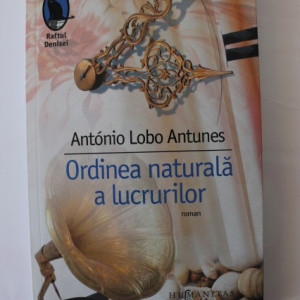 Raftul
Denisei
António Lobo Antunes
Ordinea naturală
a lucrurilor
roman
HUMANITAS